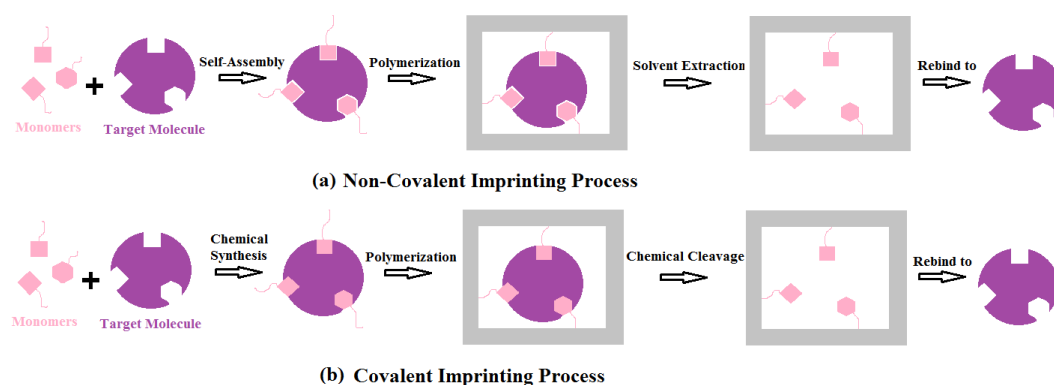 Self-Assembly
Polymerization
Solvent Extraction
Rebind to
+
Monomers
Target Molecule
(a) Non-Covalent Imprinting Process
Chemical
Synthesis
Polymerization
Chemical Cleavage
Rebind to
+
Monomers
Target Molecule
(b) Covalent Imprinting Process